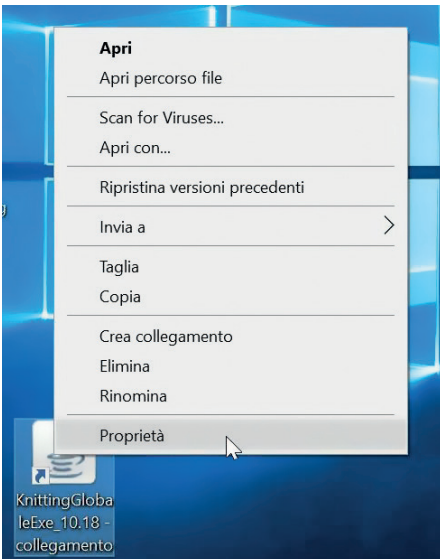 Apri
Apri percorso file
Scan for Viruses...
Apri con...
Ripristina versioni precedenti
Invia a
Taglia
Copia
Crea collegamento
Elimina
Rinomina
Proprietà
KnittingGloba
leExe_10.18 -
collegamento